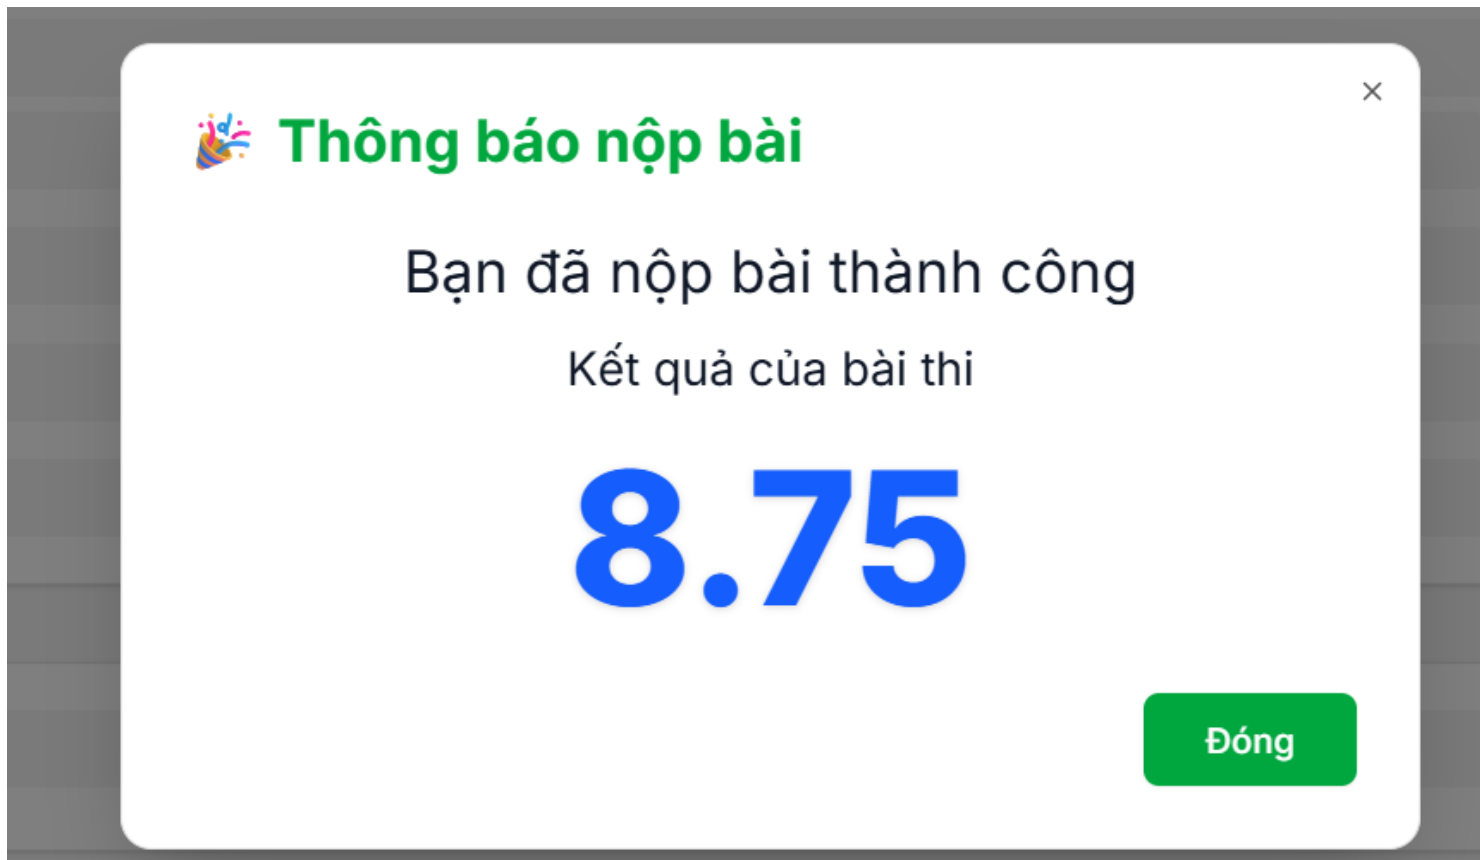 Thông báo nộp bài
Bạn đã nộp bài thành công
Kết quả của bài thi
8.75
Đóng